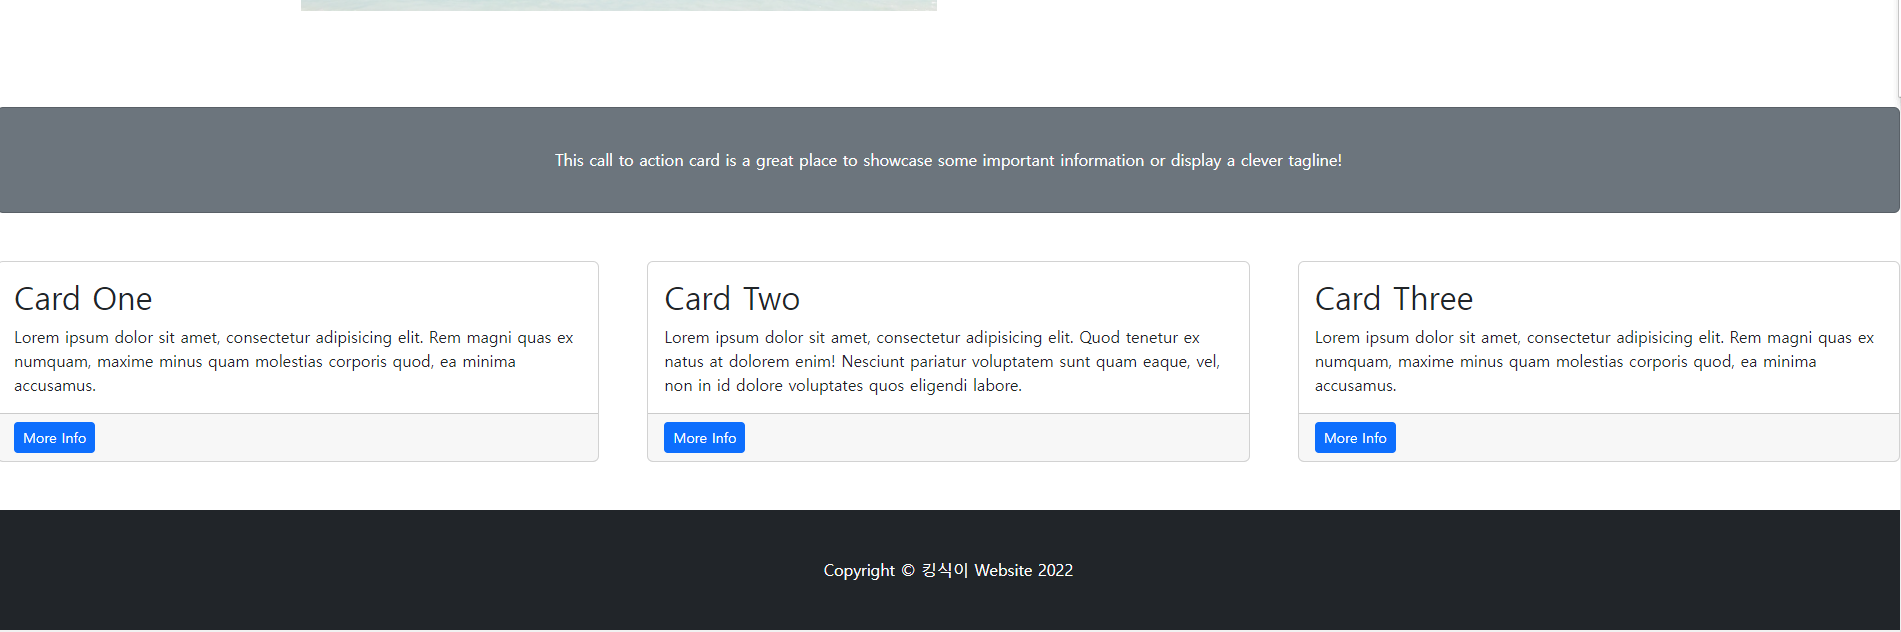 This call to action card is a great place to showcase some important information or display a clever tagline!
Card One
Lorem ipsum dolor sit amet, consectetur adipisicing elit. Rem magni quas ex
numquam, maxime minus quam molestias corporis quod, ea minima
accusamus.
More Info
Card Two
Lorem ipsum dolor sit amet, consectetur adipisicing elit. Quod tenetur ex
natus at dolorem enim! Nesciunt pariatur voluptatem sunt quam eaque, vel,
non in id dolore voluptates quos eligendi labore.
More Info
Card Three
Lorem ipsum dolor sit amet, consectetur adipisicing elit. Rem magni quas ex
numquam, maxime minus quam molestias corporis quod, ea minima
accusamus.
More Info
Copyright © 킹식이 Website 2022